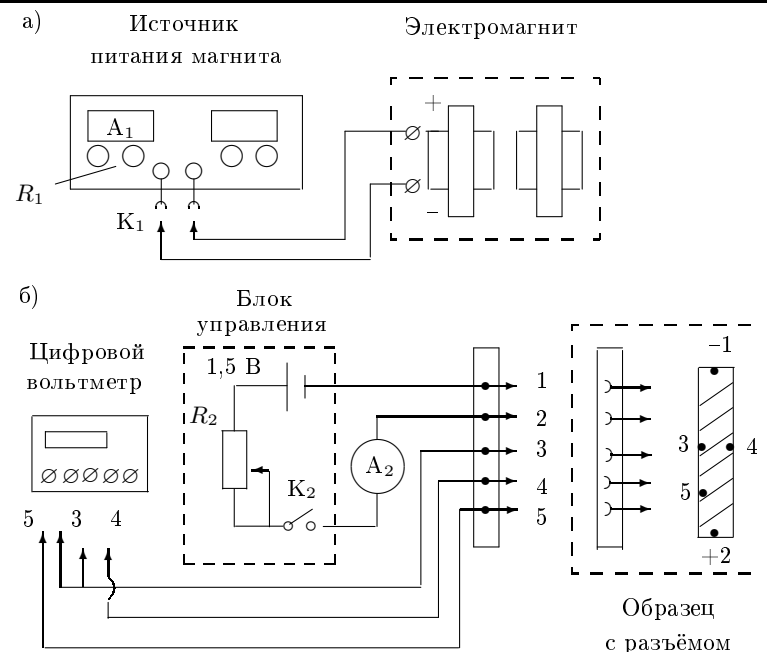 а)
Источник
питания магнита
Электромагнит
A₁
R₁
K₁
+
–
б)
Блок
управления
Цифровой
вольтметр
1,5 В
R₂
K₂
A₂
5 3 4
1
2
3
4
5
–1
3 4
5
+2
Образец
с разъёмом